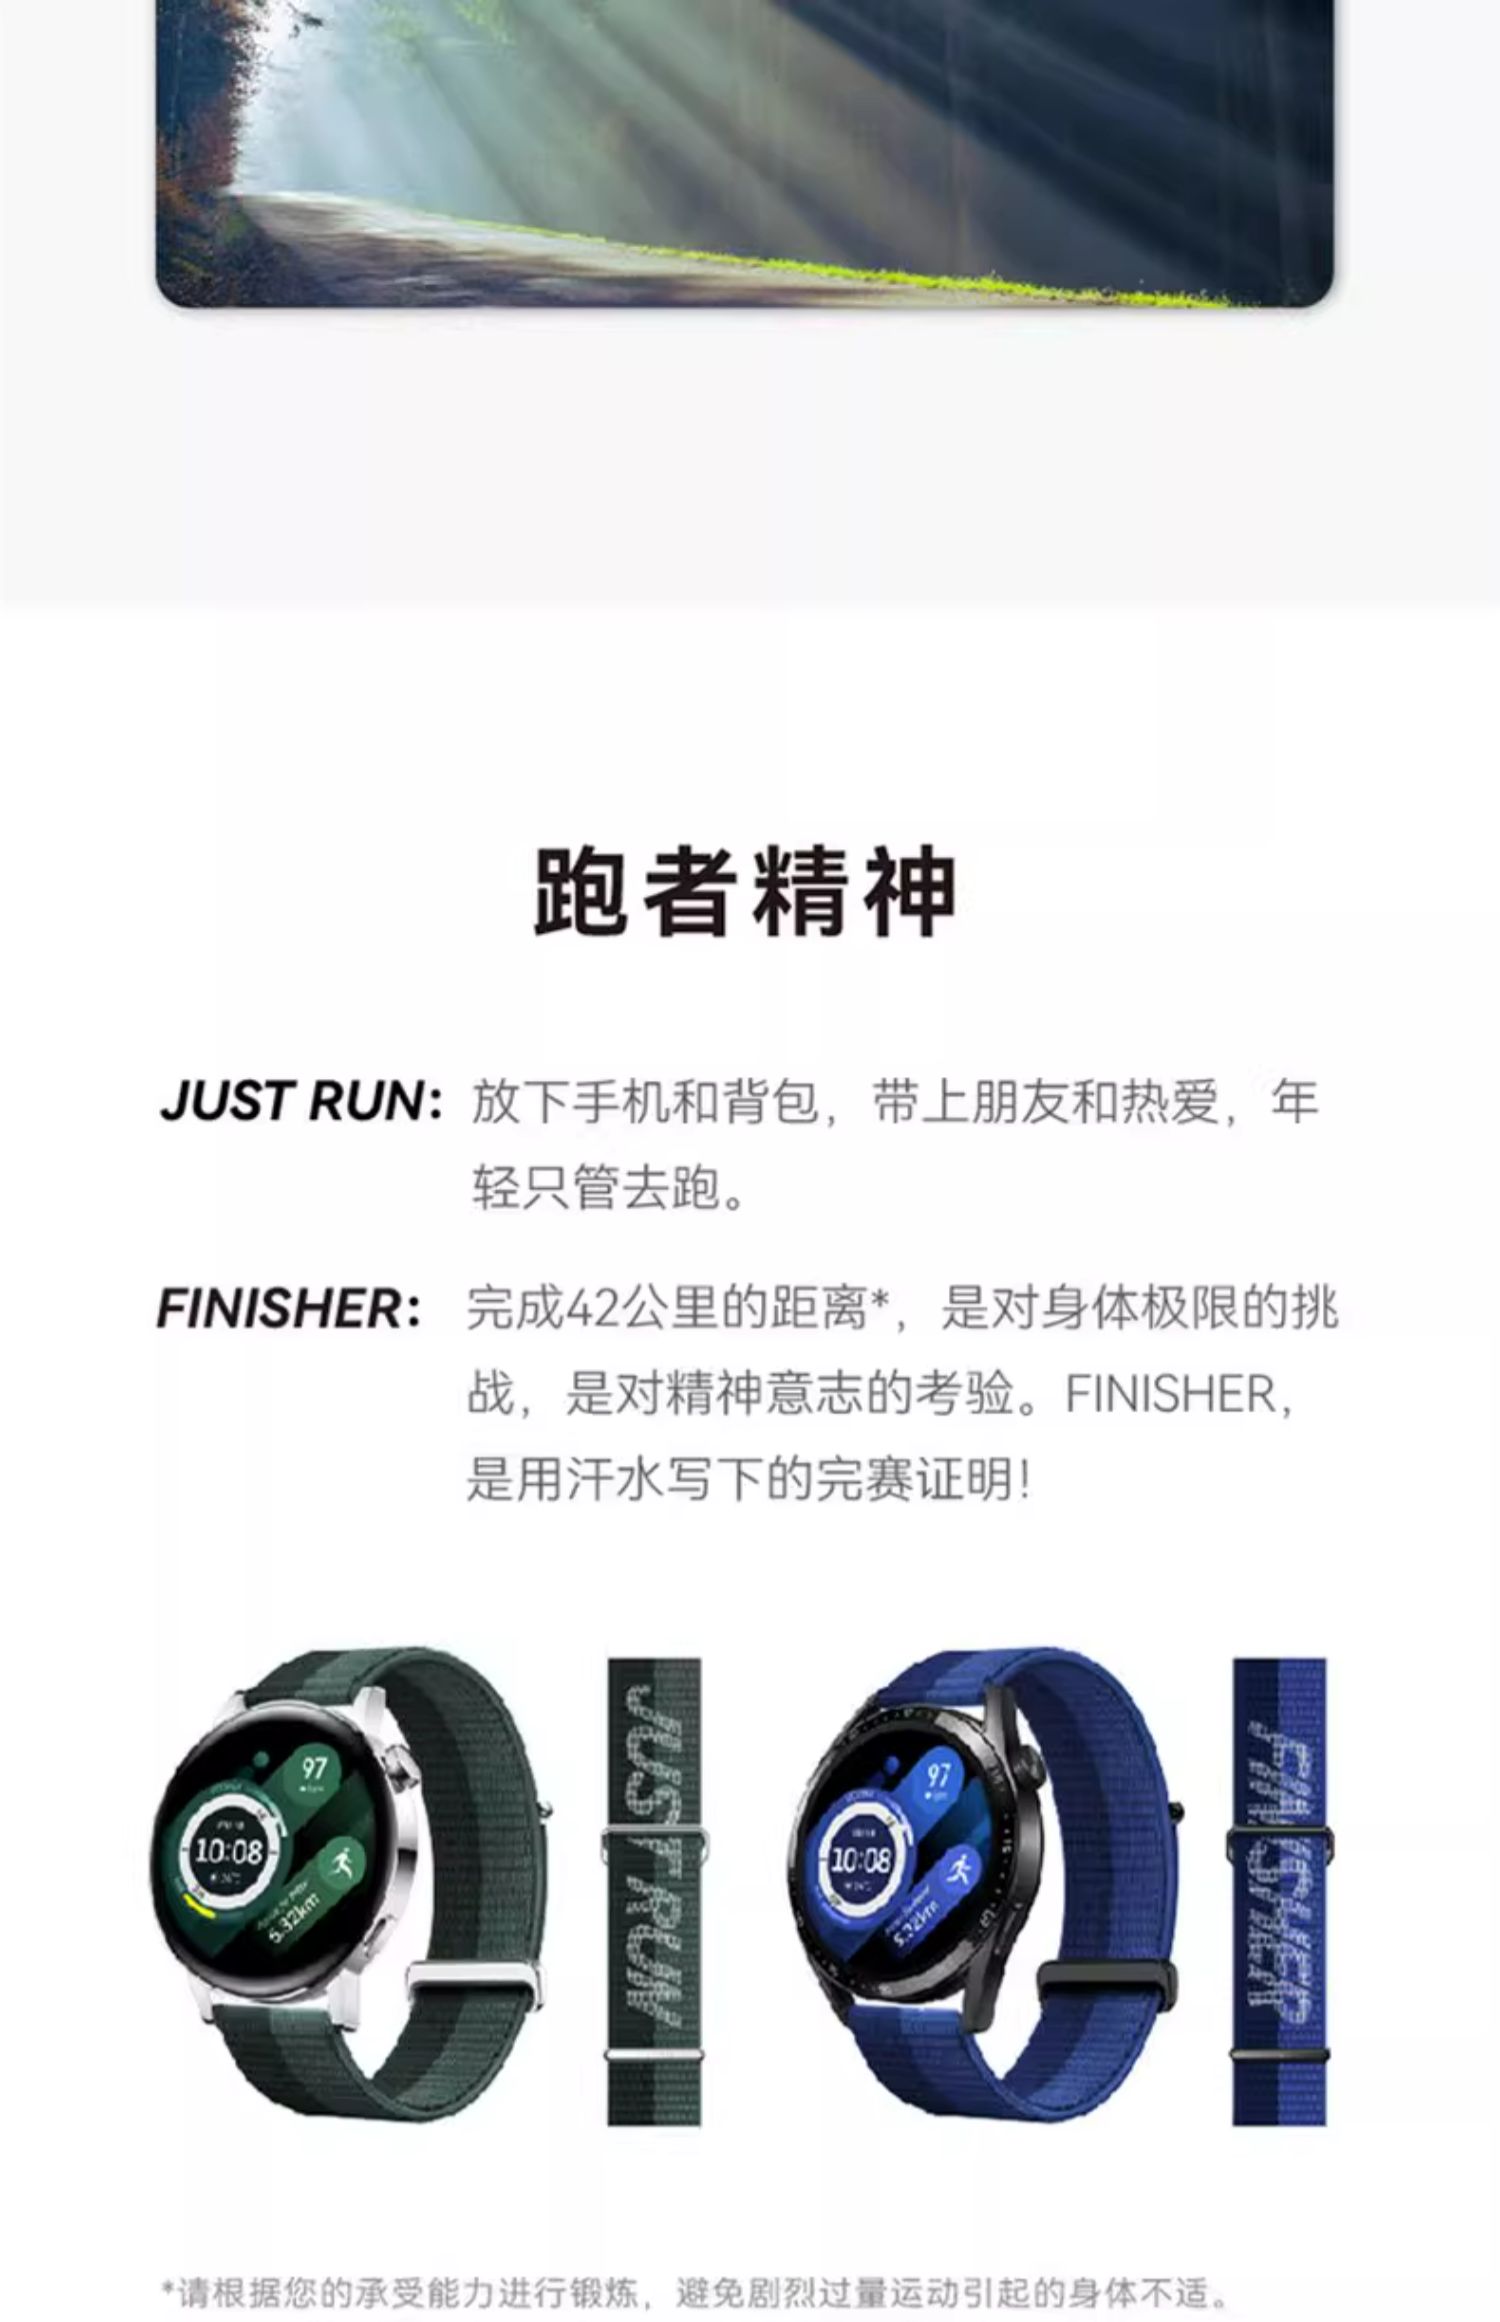 跑者精神
JUST RUN: 放下手机和背包，带上朋友和热爱，年
轻只管去跑。
FINISHER: 完成42公里的距离*，是对身体极限的挑
战，是对精神意志的考验。FINISHER，
是用汗水写下的完赛证明！
97
10:08
5.32km
JUST RUN
97
10:08
FINISHER
*请根据您的承受能力进行锻炼，避免剧烈过量运动引起的身体不适。